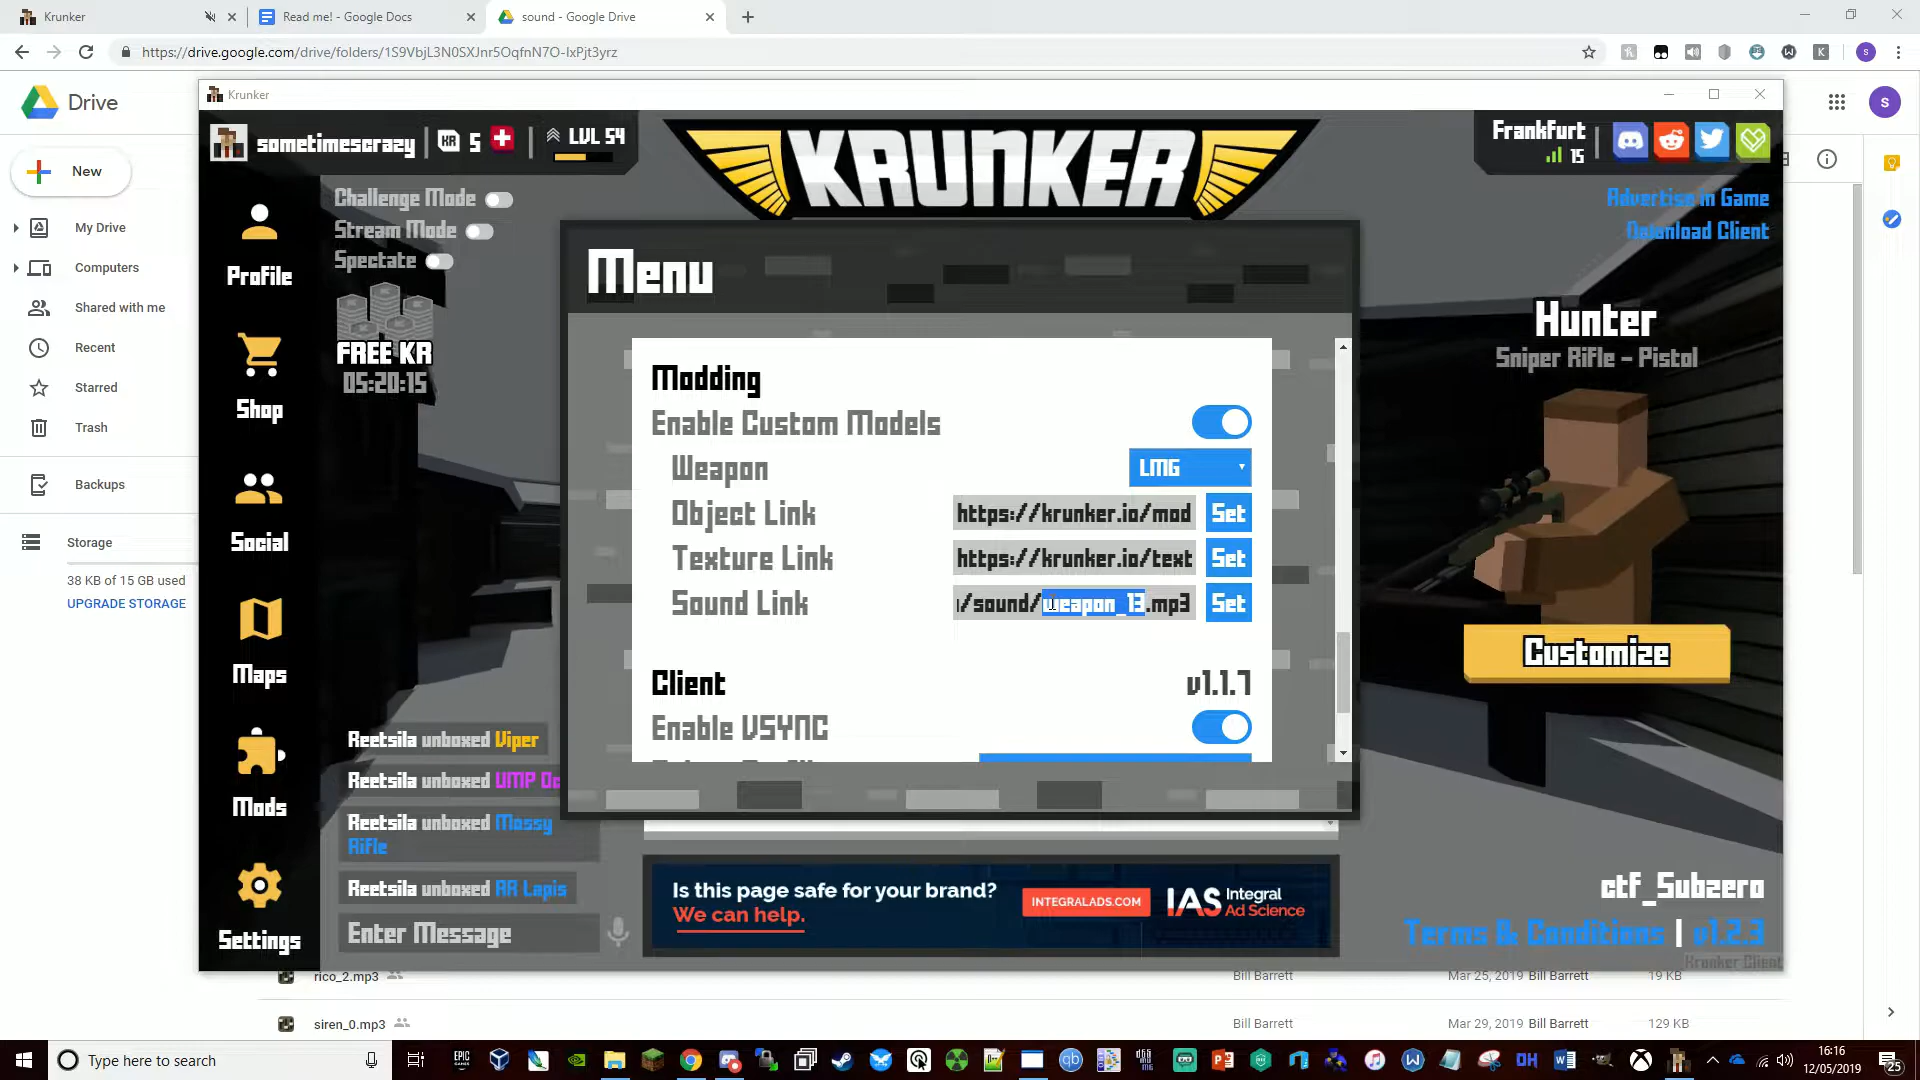 Krunker
Read me! - Google Docs
sound - Google Drive
https://drive.google.com/drive/folders/1S9VbjL3N0SXJnr5OqfnN7O-IxPjt3yrz
Drive
New
My Drive
Computers
Shared with me
Recent
Starred
Trash
Backups
Storage
38 KB of 15 GB used
UPGRADE STORAGE
Krunker
sometimescrazy
KR 5
LVL 54
KRUNKER
Frankfurt
15
Challenge Mode
Stream Mode
Spectate
Advertise in Game
Download Client
FREE KR
05:20:15
Profile
Shop
Social
Maps
Mods
Settings
Menu
Modding
Enable Custom Models
Weapon
LMG
Object Link
https://krunker.io/mod
Set
Texture Link
https://krunker.io/text
Set
Sound Link
/sound/weapon_13.mp3
Set
Client
v1.1.7
Enable VSYNC
Hunter
Sniper Rifle - Pistol
Customize
Reetsila unboxed Viper
Reetsila unboxed UMP Oc
Reetsila unboxed Mossy
Rifle
Reetsila unboxed AR Lapis
Enter Message
Is this page safe for your brand?
We can help.
INTEGRALADS.COM
IAS Integral
Ad Science
ctf_Subzero
Terms & Conditions | v1.2.3
Krunker Client
rico_2.mp3
Bill Barrett
Mar 25, 2019 Bill Barrett
19 KB
siren_0.mp3
Bill Barrett
Mar 29, 2019 Bill Barrett
129 KB
Type here to search
EPIC
GAMES
16:16
12/05/2019
25